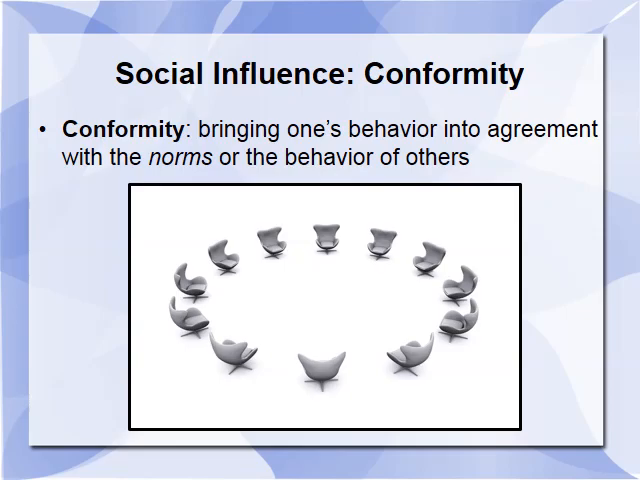 Social Influence: Conformity
• Conformity: bringing one’s behavior into agreement
with the norms or the behavior of others